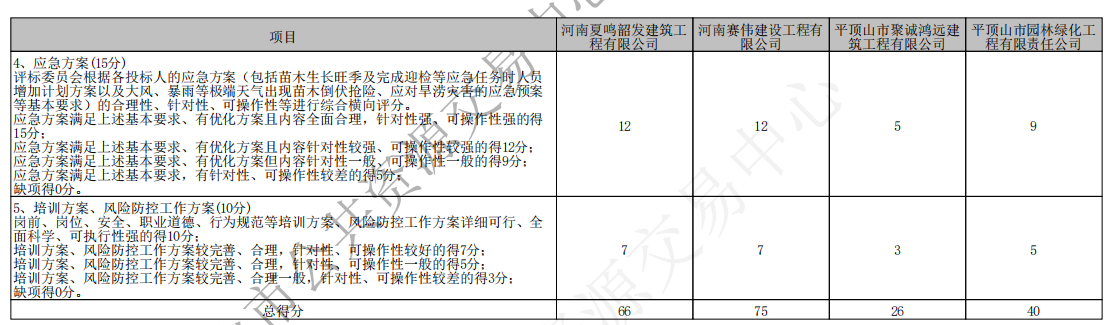 项目
河南夏鸣韶发建筑工
程有限公司
河南赛伟建设工程有
限公司
平顶山市聚诚鸿远建
筑工程有限公司
平顶山市园林绿化工
程有限责任公司
4、应急方案(15分)
评标委员会根据各投标人的应急方案（包括苗木生长旺季及完成迎检等应急任务时人员
增加计划方案以及大风、暴雨等极端天气出现苗木倒伏抢险、应对旱涝灾害的应急预案
等基本要求）的合理性、针对性、可操作性等进行综合横向评分。
应急方案满足上述基本要求、有优化方案且内容全面合理，针对性强、可操作性强的得
15分；
应急方案满足上述基本要求、有优化方案且内容针对性较强、可操作性较强的得12分；
应急方案满足上述基本要求、有优化方案但内容针对性一般、可操作性一般的得9分；
应急方案满足上述基本要求，有针对性、可操作性较差的得5分；
缺项得0分。
12
12
5
9
5、培训方案、风险防控工作方案(10分)
岗前、岗位、安全、职业道德、行为规范等培训方案、风险防控工作方案详细可行、全
面科学、可执行性强的得10分；
培训方案、风险防控工作方案较完善、合理，针对性、可操作性较好的得7分；
培训方案、风险防控工作方案较完善、合理，针对性、可操作性一般的得5分；
培训方案、风险防控工作方案较完善、合理一般，针对性、可操作性较差的得3分；
缺项得0分。
7
7
3
5
总得分
66
75
26
40
市公共资源交易中心
源交易中心